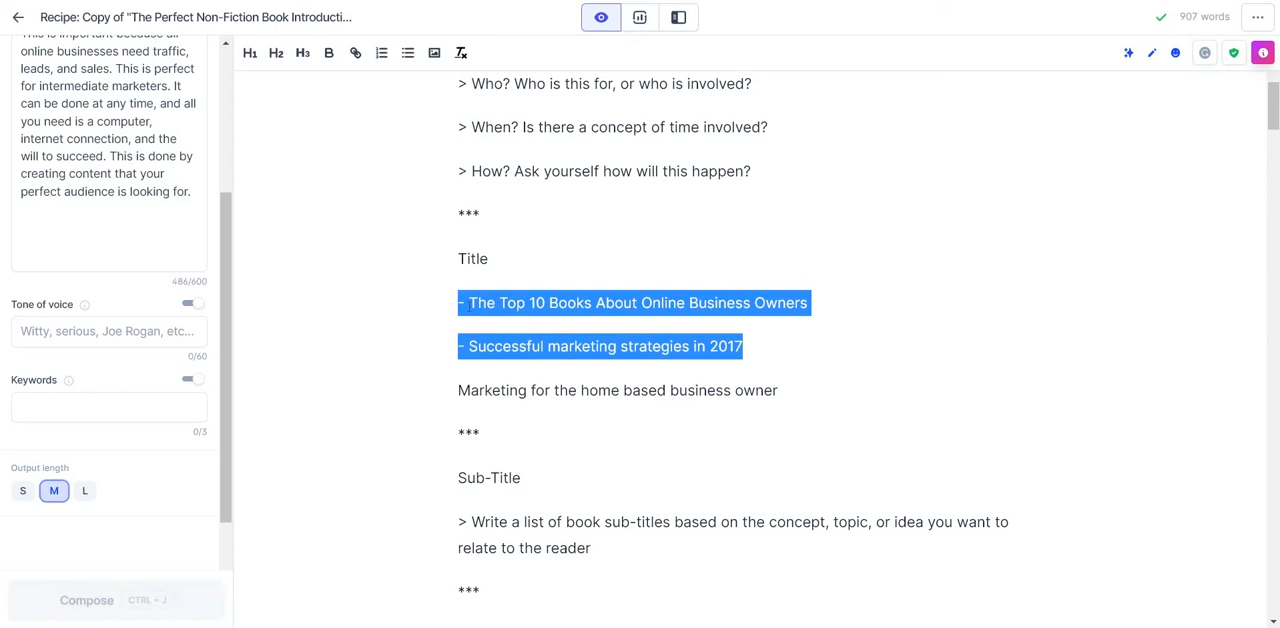 Recipe: Copy of "The Perfect Non-Fiction Book Introducti...
907 words
This is important because all
online businesses need traffic,
leads, and sales. This is perfect
for intermediate marketers. It
can be done at any time, and all
you need is a computer,
internet connection, and the
will to succeed. This is done by
creating content that your
perfect audience is looking for.
486/600
Tone of voice
Witty, serious, Joe Rogan, etc...
0/60
Keywords
0/3
Output length
S M L
Compose CTRL + J
H1 H2 H3 B
> Who? Who is this for, or who is involved?
> When? Is there a concept of time involved?
> How? Ask yourself how will this happen?
***
Title
- The Top 10 Books About Online Business Owners
- Successful marketing strategies in 2017
Marketing for the home based business owner
***
Sub-Title
> Write a list of book sub-titles based on the concept, topic, or idea you want to
relate to the reader
***